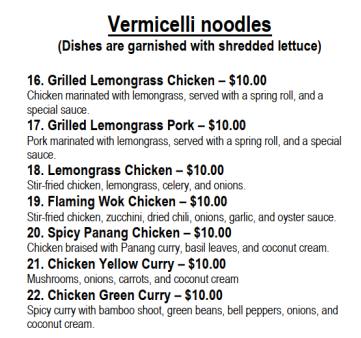 Vermicelli noodles
(Dishes are garnished with shredded lettuce)
16. Grilled Lemongrass Chicken – $10.00
Chicken marinated with lemongrass, served with a spring roll, and a
special sauce.
17. Grilled Lemongrass Pork – $10.00
Pork marinated with lemongrass, served with a spring roll, and a special
sauce.
18. Lemongrass Chicken – $10.00
Stir-fried chicken, lemongrass, celery, and onions.
19. Flaming Wok Chicken – $10.00
Stir-fried chicken, zucchini, dried chili, onions, garlic, and oyster sauce.
20. Spicy Panang Chicken – $10.00
Chicken braised with Panang curry, basil leaves, and coconut cream.
21. Chicken Yellow Curry – $10.00
Mushrooms, onions, carrots, and coconut cream
22. Chicken Green Curry – $10.00
Spicy curry with bamboo shoot, green beans, bell peppers, onions, and
coconut cream.